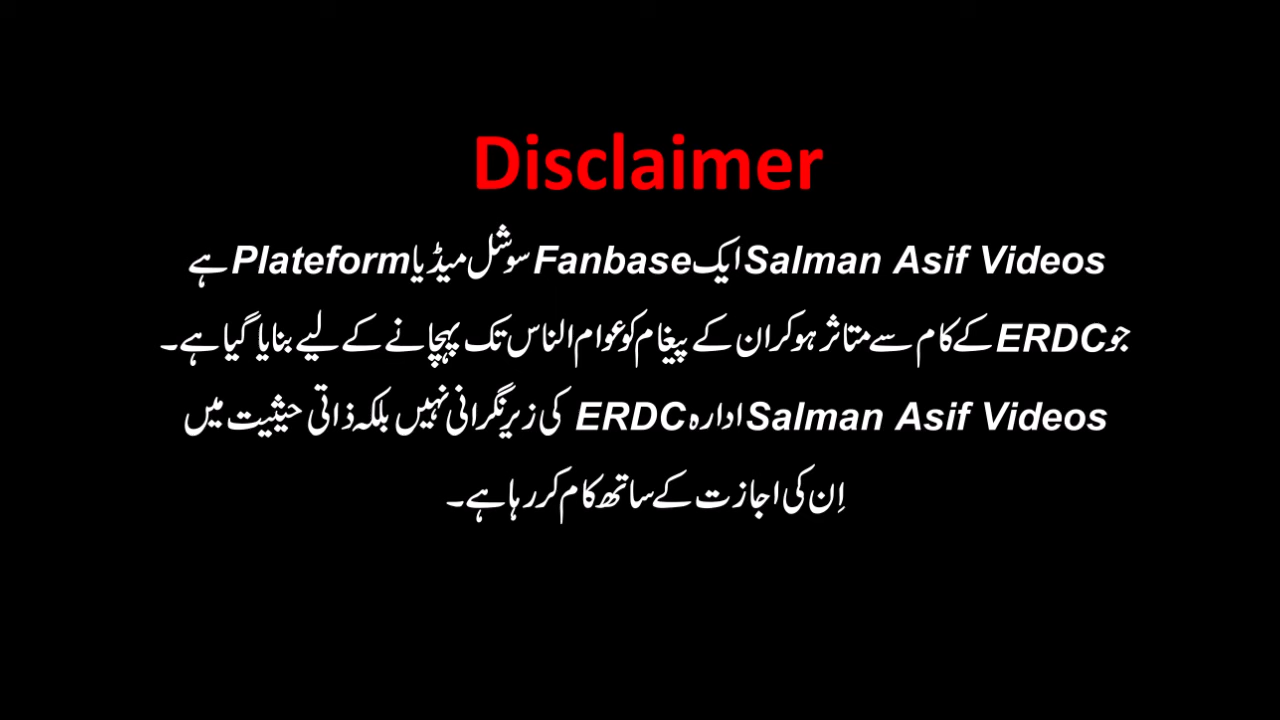 Disclaimer
Salman Asif Videos ایک Fanbase سوشل میڈیا Plateform ہے
جو ERDC کے کام سے متاثر ہو کر ان کے پیغام کو عوام الناس تک پہچانے کے لیے بنایا گیا ہے۔
Salman Asif Videos ادارہ ERDC کی زیرِ نگرانی نہیں بلکہ ذاتی حیثیت میں
اِن کی اجازت کے ساتھ کام کر رہا ہے۔